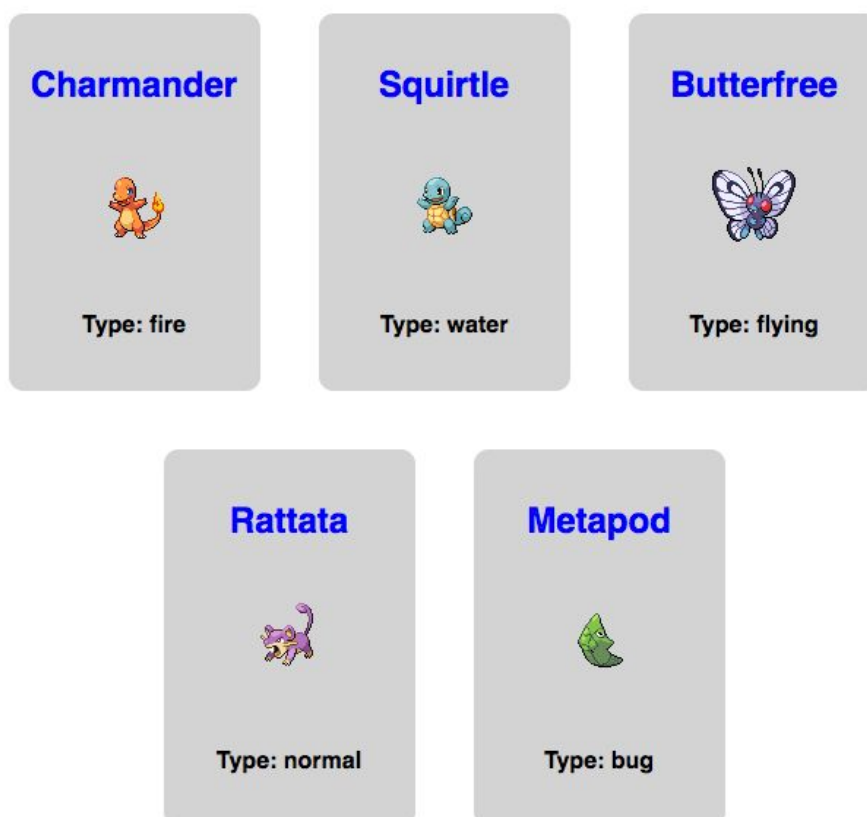 Charmander
Type: fire
Squirtle
Type: water
Butterfree
Type: flying
Rattata
Type: normal
Metapod
Type: bug